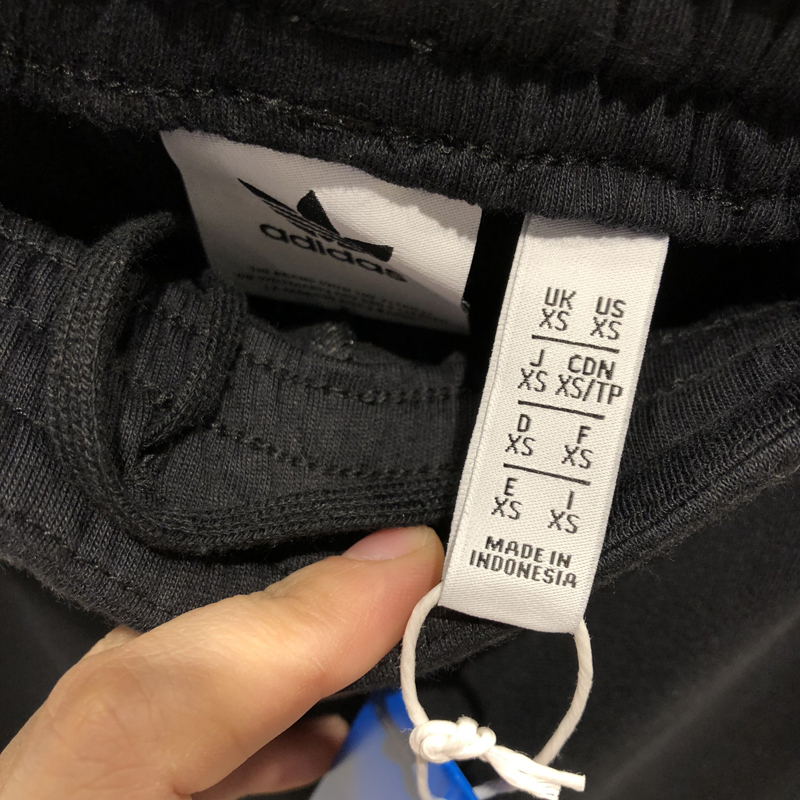 adidas
UK US
XS XS
J CDN
XS XS/TP
D F
XS XS
E I
XS XS
MADE IN
INDONESIA